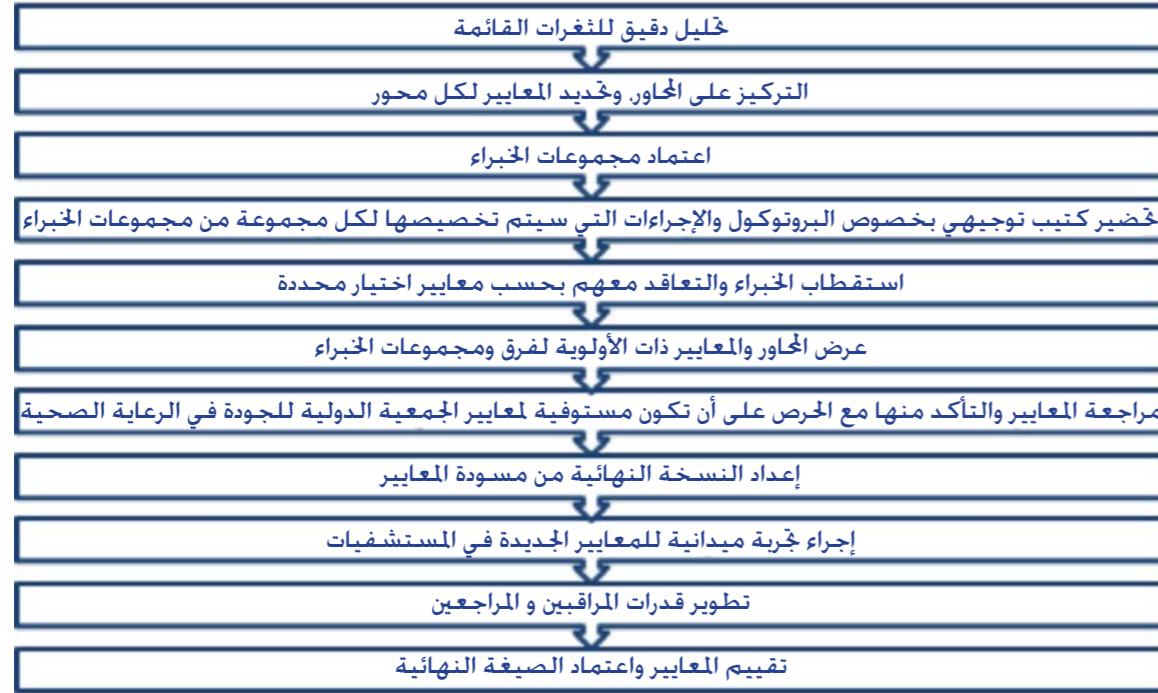 تحليل دقيق للثغرات القائمة
التركيز على المحاور، وتحديد المعايير لكل محور
اعتماد مجموعات الخبراء
تحضير كتيب توجيهي بخصوص البروتوكول والإجراءات التي سيتم تخصيصها لكل مجموعة من مجموعات الخبراء
استقطاب الخبراء والتعاقد معهم بحسب معايير اختيار محددة
عرض المحاور والمعايير ذات الأولوية لفرق ومجموعات الخبراء
مراجعة المعايير والتأكد منها مع الحرص على أن تكون مستوفية لمعايير الجمعية الدولية للجودة في الرعاية الصحية
إعداد النسخة النهائية من مسودة المعايير
إجراء تجربة ميدانية للمعايير الجديدة في المستشفيات
تطوير قدرات المراقبين و المراجعين
تقييم المعايير واعتماد الصيغة النهائية